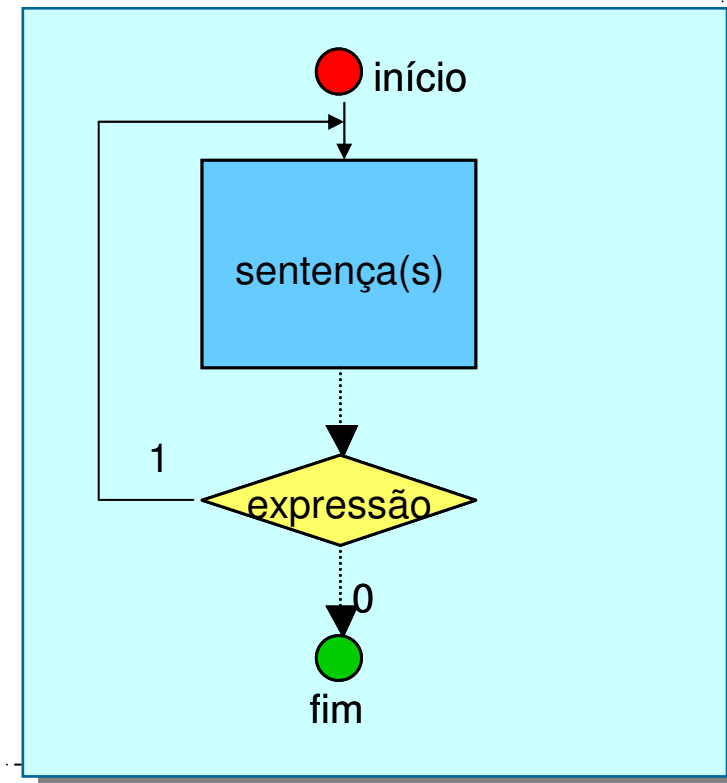 início
sentença(s)
1
expressão
0
fim